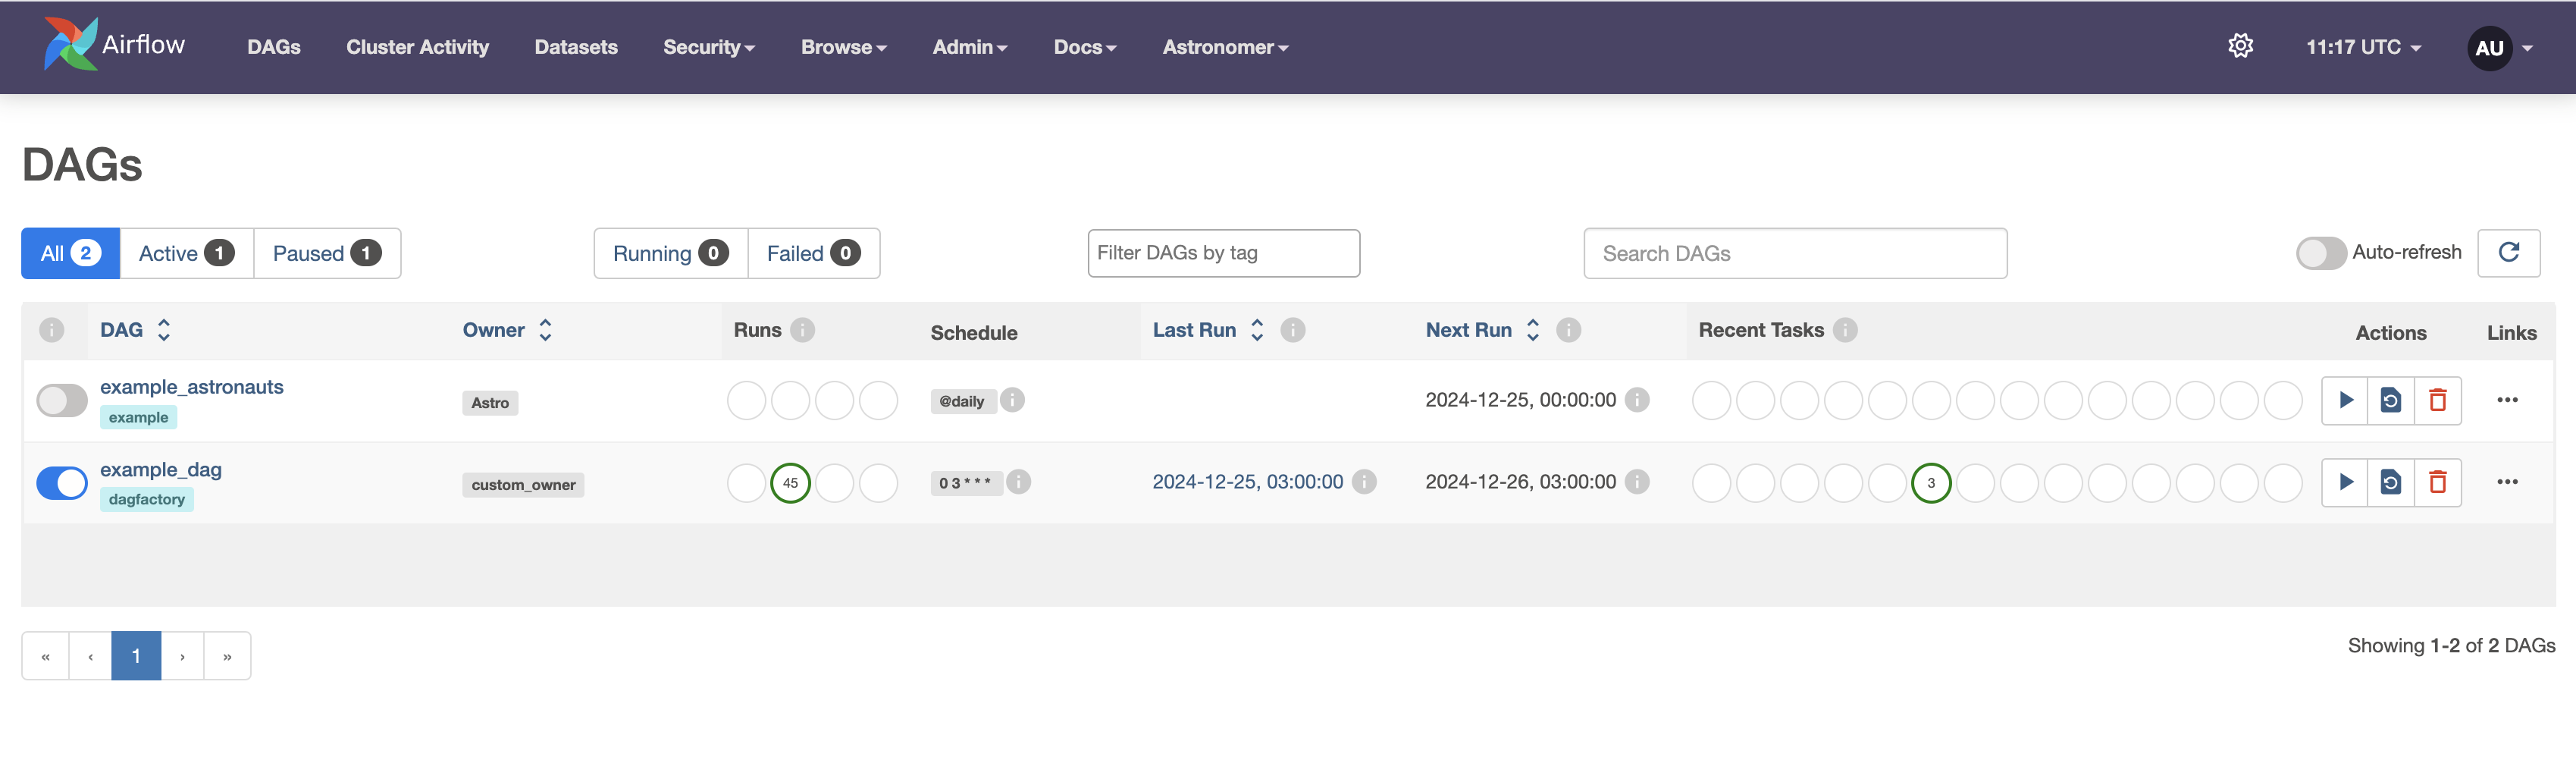 Airflow DAGs Cluster Activity Datasets Security Browse Admin Docs Astronomer 11:17 UTC AU
DAGs
All 2 Active 1 Paused 1 Running 0 Failed 0 Filter DAGs by tag Search DAGs Auto-refresh
DAG Owner Runs Schedule Last Run Next Run Recent Tasks Actions Links
example_astronauts Astro @daily 2024-12-25, 00:00:00
example
example_dag custom_owner 45 0 3 * * * 2024-12-25, 03:00:00 2024-12-26, 03:00:00 3
dagfactory
« ‹ 1 › » Showing 1-2 of 2 DAGs